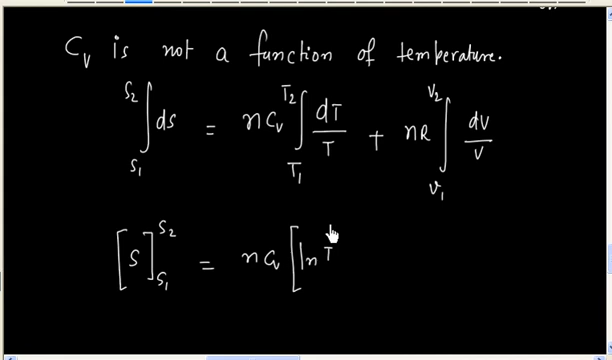 Cv is not a function of temperature.
∫_{S1}^{S2} ds = nCv ∫_{T1}^{T2} dT/T + nR ∫_{V1}^{V2} dv/v
[S]_{S1}^{S2} = nCv [ln T